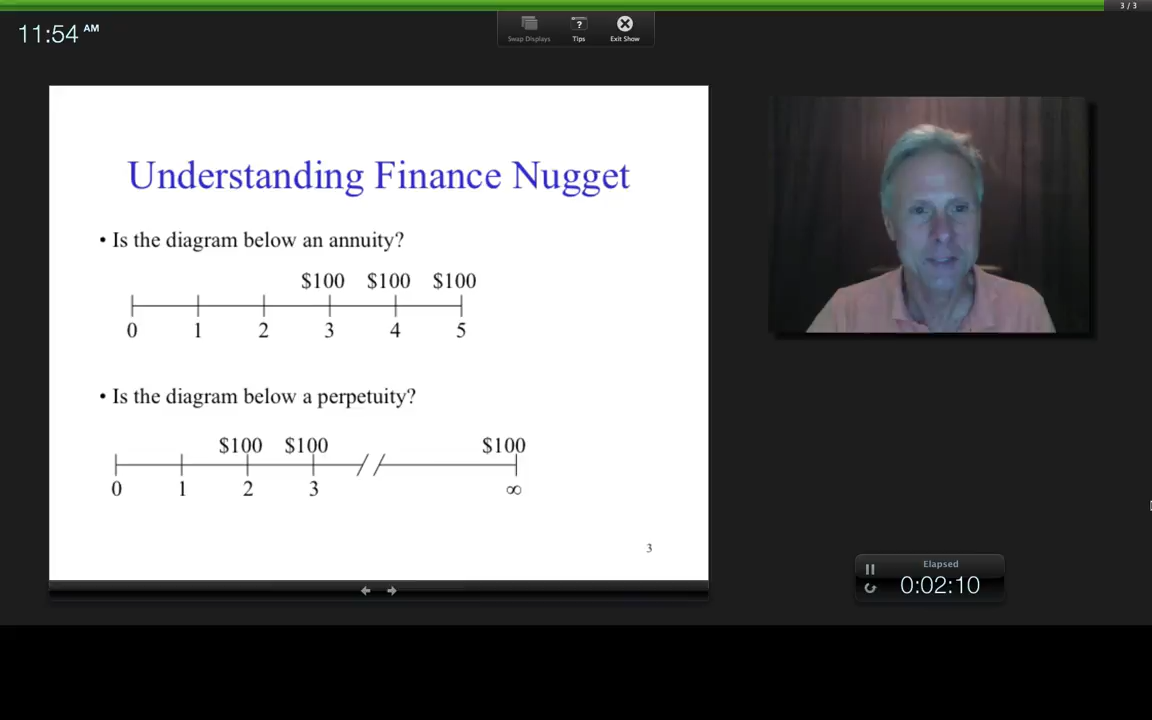 3 / 3
11:54 AM
Swap Displays Tips Exit Show
Understanding Finance Nugget
• Is the diagram below an annuity?
$100 $100 $100
0 1 2 3 4 5
• Is the diagram below a perpetuity?
$100 $100 $100
0 1 2 3 ∞
3
Elapsed
0:02:10